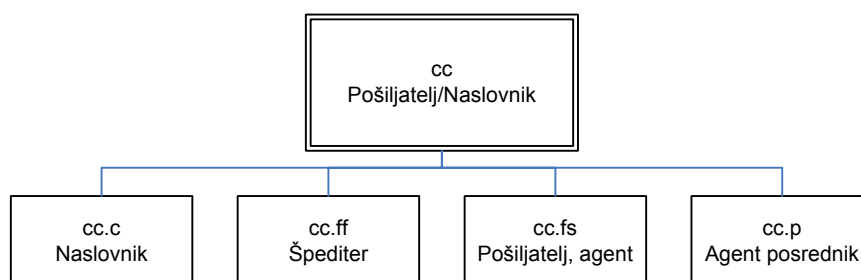 cc
Pošiljatelj/Naslovnik
cc.c
Naslovnik
cc.ff
Špediter
cc.fs
Pošiljatelj, agent
cc.p
Agent posrednik